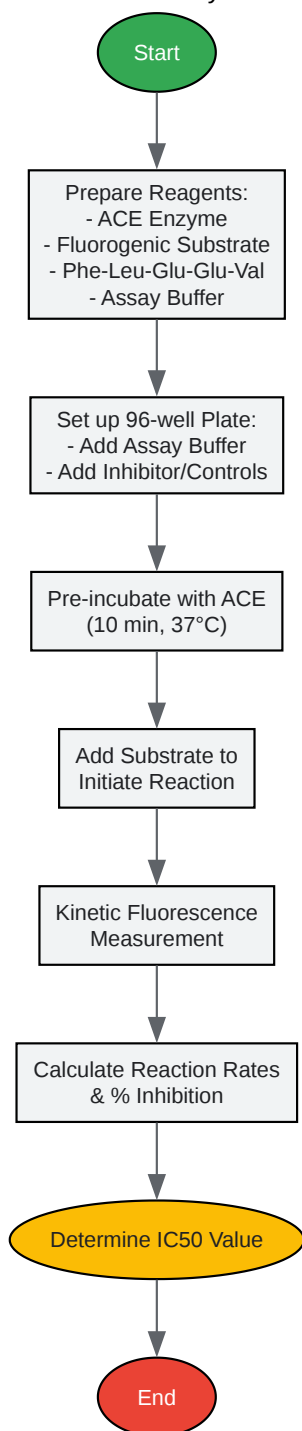 Start
Prepare Reagents:
- ACE Enzyme
- Fluorogenic Substrate
- Phe-Leu-Glu-Glu-Val
- Assay Buffer
Set up 96-well Plate:
- Add Assay Buffer
- Add Inhibitor/Controls
Pre-incubate with ACE
(10 min, 37°C)
Add Substrate to
Initiate Reaction
Kinetic Fluorescence
Measurement
Calculate Reaction Rates
& % Inhibition
Determine IC50 Value
End